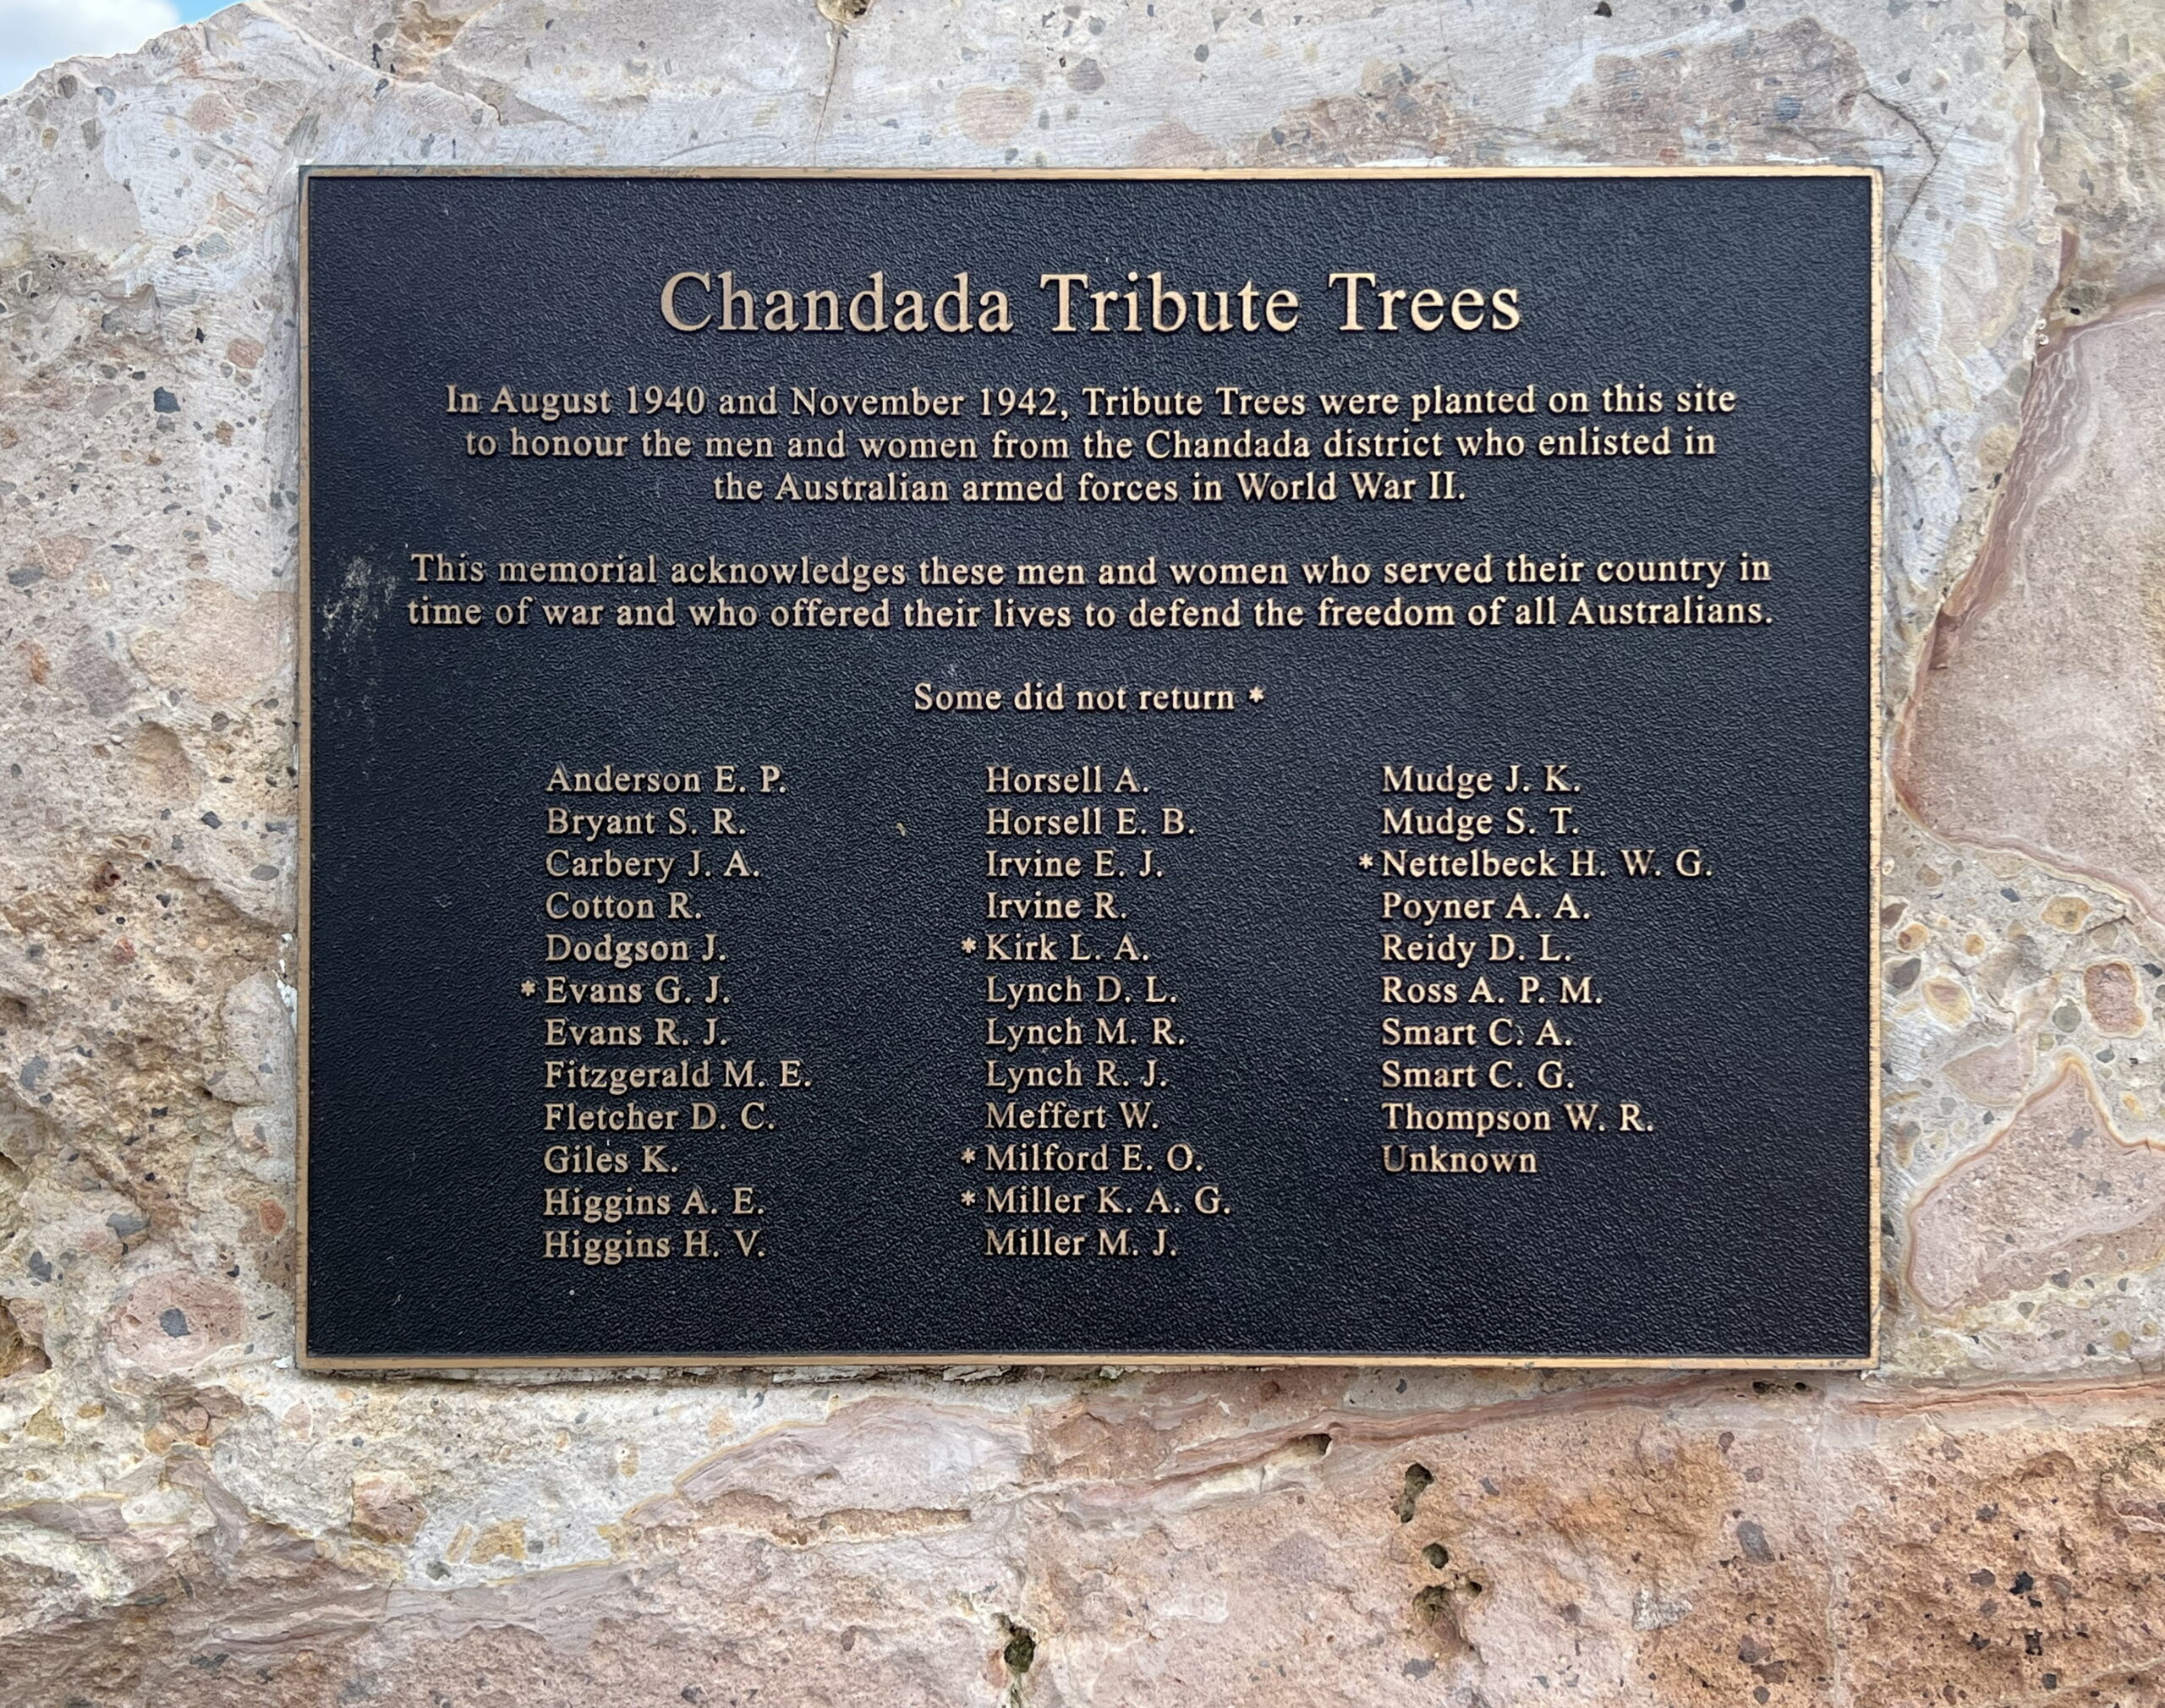 Chandada Tribute Trees
In August 1940 and November 1942, Tribute Trees were planted on this site
to honour the men and women from the Chandada district who enlisted in
the Australian armed forces in World War II.
This memorial acknowledges these men and women who served their country in
time of war and who offered their lives to defend the freedom of all Australians.
Some did not return *
Anderson E. P.
Bryant S. R.
Carbery J. A.
Cotton R.
Dodgson J.
* Evans G. J.
Evans R. J.
Fitzgerald M. E.
Fletcher D. C.
Giles K.
Higgins A. E.
Higgins H. V.
Horsell A.
Horsell E. B.
Irvine E. J.
Irvine R.
* Kirk L. A.
Lynch D. L.
Lynch M. R.
Lynch R. J.
Meffert W.
* Milford E. O.
* Miller K. A. G.
Miller M. J.
Mudge J. K.
Mudge S. T.
* Nettelbeck H. W. G.
Poyner A. A.
Reidy D. L.
Ross A. P. M.
Smart C. A.
Smart C. G.
Thompson W. R.
Unknown